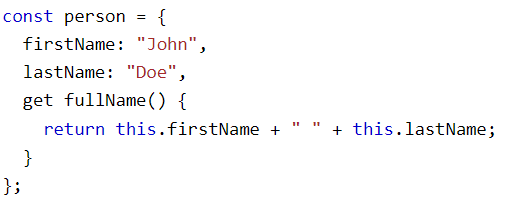 const person = {
  firstName: "John",
  lastName: "Doe",
  get fullName() {
    return this.firstName + " " + this.lastName;
  }
};